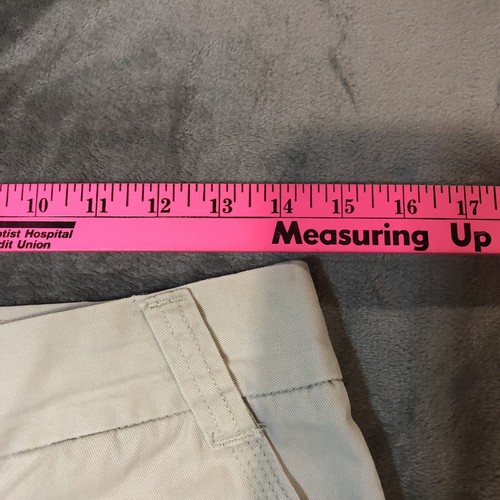 10 11 12 13 14 15 16 17
tist Hospital
dit Union
Measuring Up